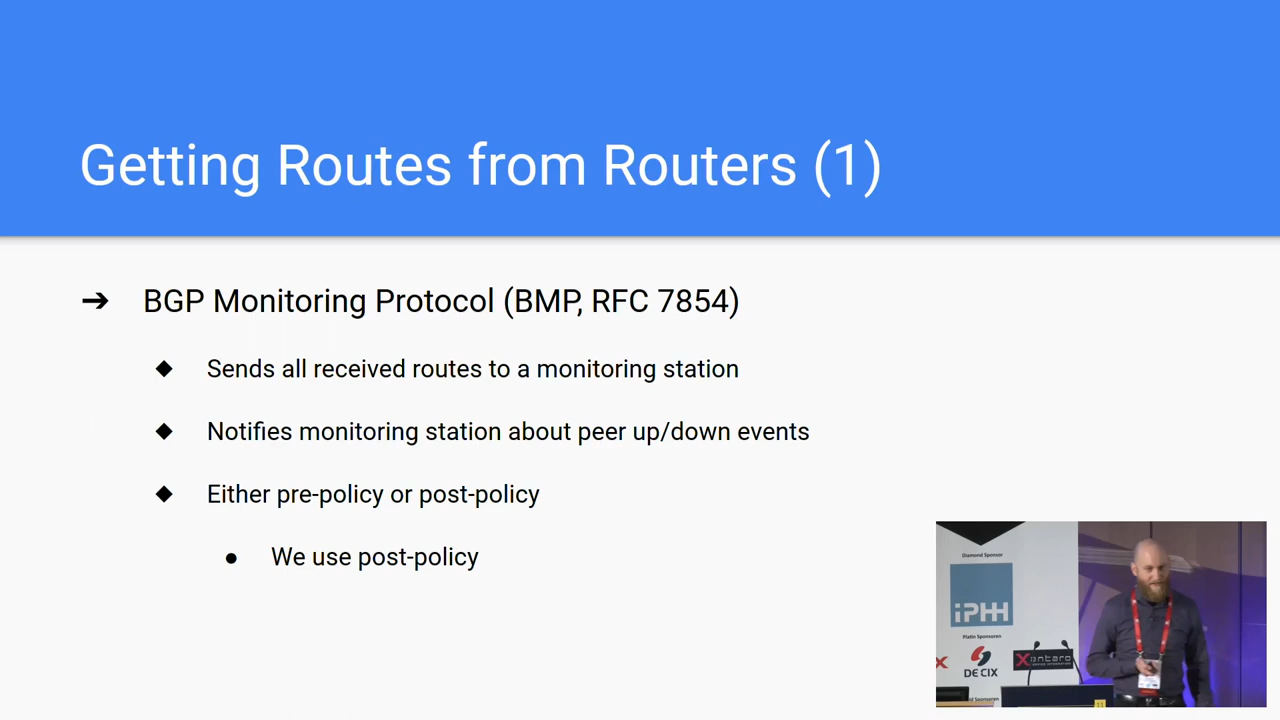 Getting Routes from Routers (1)
➔ BGP Monitoring Protocol (BMP, RFC 7854)
◆ Sends all received routes to a monitoring station
◆ Notifies monitoring station about peer up/down events
◆ Either pre-policy or post-policy
● We use post-policy
Diamond Sponsor
iPHH
Platin Sponsoren
DE CIX
Xantaro